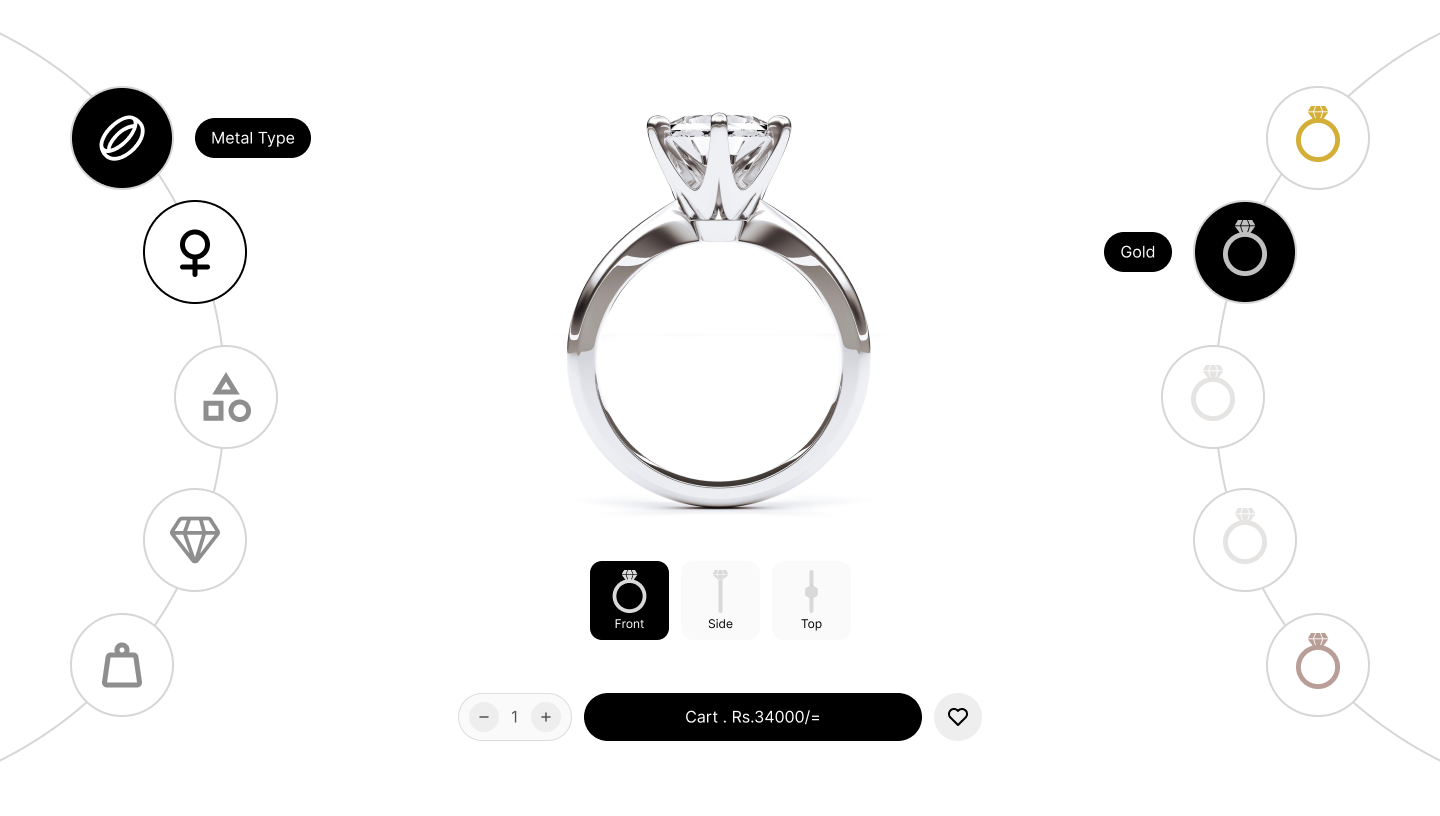 Metal Type
Gold
Front
Side
Top
1
Cart . Rs.34000/=